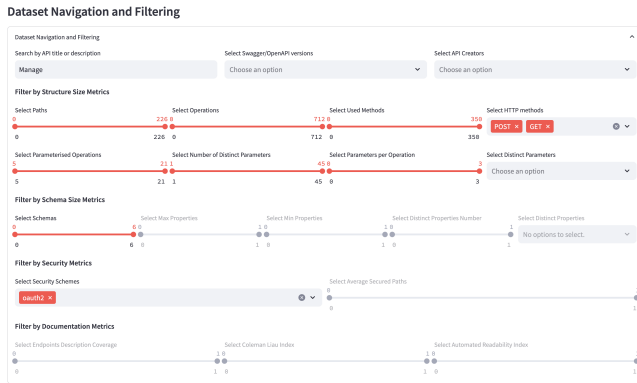 Dataset Navigation and Filtering
Dataset Navigation and Filtering
Search by API title or description
Select Swagger/OpenAPI versions
Select API Creators
Manage
Choose an option
Choose an option
Filter by Structure Size Metrics
Select Paths
Select Operations
Select Used Methods
Select HTTP methods
0 226 0 712 0 358
POST × GET ×
0 226 0 712 0 358
Select Parameterised Operations
Select Number of Distinct Parameters
Select Parameters per Operation
Select Distinct Parameters
5 21 1 45 0 3
Choose an option
5 21 1 45 0 3
Filter by Schema Size Metrics
Select Schemas
Select Max Properties
Select Min Properties
Select Distinct Properties Number
Select Distinct Properties
0 6 0 1 0 1 0 1
No options to select.
0 6 0 1 0 1 0 1
Filter by Security Metrics
Select Security Schemes
Select Average Secured Paths
oauth2 ×
0
0 1
Filter by Documentation Metrics
Select Endpoints Description Coverage
Select Coleman Liau Index
Select Automated Readability Index
0 1 0 1 0
0 1 0 1 0 1